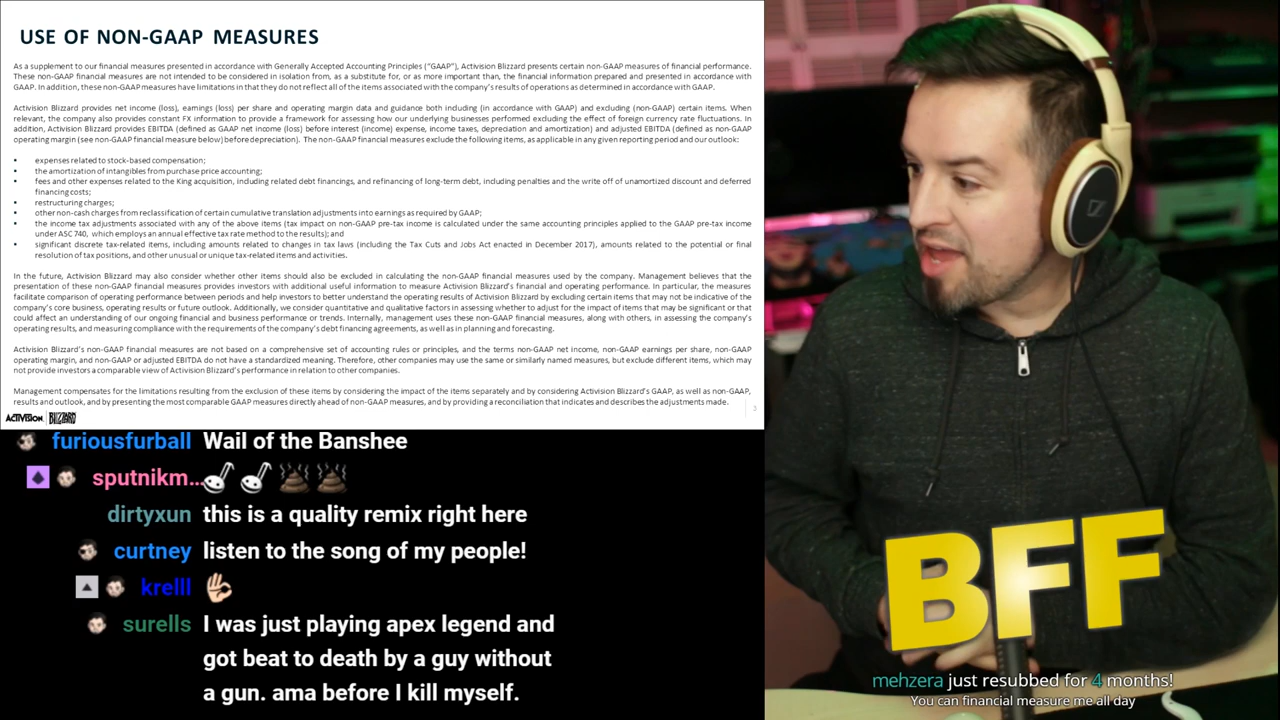 USE OF NON-GAAP MEASURES
As a supplement to our financial measures presented in accordance with Generally Accepted Accounting Principles (“GAAP”), Activision Blizzard presents certain non-GAAP measures of financial performance.
These non-GAAP financial measures are not intended to be considered in isolation from, as a substitute for, or as more important than, the financial information prepared and presented in accordance with
GAAP. In addition, these non-GAAP measures have limitations in that they do not reflect all of the items associated with the company’s results of operations as determined in accordance with GAAP.
Activision Blizzard provides net income (loss), earnings (loss) per share and operating margin data and guidance both including (in accordance with GAAP) and excluding (non-GAAP) certain items. When
relevant, the company also provides constant FX information to provide a framework for assessing how our underlying businesses performed excluding the effect of foreign currency rate fluctuations. In
addition, Activision Blizzard provides EBITDA (defined as GAAP net income (loss) before interest (income) expense, income taxes, depreciation and amortization) and adjusted EBITDA (defined as non-GAAP
operating margin (see non-GAAP financial measure below) before depreciation). The non-GAAP financial measures exclude the following items, as applicable in any given reporting period and our outlook:
▪ expenses related to stock-based compensation;
▪ the amortization of intangibles from purchase price accounting;
▪ fees and other expenses related to the King acquisition, including related debt financings, and refinancing of long-term debt, including penalties and the write off of unamortized discount and deferred
financing costs;
▪ restructuring charges;
▪ other non-cash charges from reclassification of certain cumulative translation adjustments into earnings as required by GAAP;
▪ the income tax adjustments associated with any of the above items (tax impact on non-GAAP pre-tax income is calculated under the same accounting principles applied to the GAAP pre-tax income
under ASC 740, which employs an annual effective tax rate method to the results); and
▪ significant discrete tax-related items, including amounts related to changes in tax laws (including the Tax Cuts and Jobs Act enacted in December 2017), amounts related to the potential or final
resolution of tax positions, and other unusual or unique tax-related items and activities.
In the future, Activision Blizzard may also consider whether other items should also be excluded in calculating the non-GAAP financial measures used by the company. Management believes that the
presentation of these non-GAAP financial measures provides investors with additional useful information to measure Activision Blizzard’s financial and operating performance. In particular, the measures
facilitate comparison of operating performance between periods and help investors to better understand the operating results of Activision Blizzard by excluding certain items that may not be indicative of the
company’s core business, operating results or future outlook. Additionally, we consider quantitative and qualitative factors in assessing whether to adjust for the impact of items that may be significant or that
could affect an understanding of our ongoing financial and business performance or trends. Internally, management uses these non-GAAP financial measures, along with others, in assessing the company’s
operating results, and measuring compliance with the requirements of the company’s debt financing agreements, as well as in planning and forecasting.
Activision Blizzard’s non-GAAP financial measures are not based on a comprehensive set of accounting rules or principles, and the terms non-GAAP net income, non-GAAP earnings per share, non-GAAP
operating margin, and non-GAAP or adjusted EBITDA do not have a standardized meaning. Therefore, other companies may use the same or similarly named measures, but exclude different items, which may
not provide investors a comparable view of Activision Blizzard’s performance in relation to other companies.
Management compensates for the limitations resulting from the exclusion of these items by considering the impact of the items separately and by considering Activision Blizzard’s GAAP, as well as non-GAAP,
results and outlook, and by presenting the most comparable GAAP measures directly ahead of non-GAAP measures, and by providing a reconciliation that indicates and describes the adjustments made.
3
ACTIVISION BLIZZARD
furiousfurball Wail of the Banshee
sputnikm...
dirtyxun this is a quality remix right here
curtney listen to the song of my people!
krelll 👌🏻
surells I was just playing apex legend and
got beat to death by a guy without
a gun. ama before I kill myself.
BFF
mehzera just resubbed for 4 months!
You can financial measure me all day